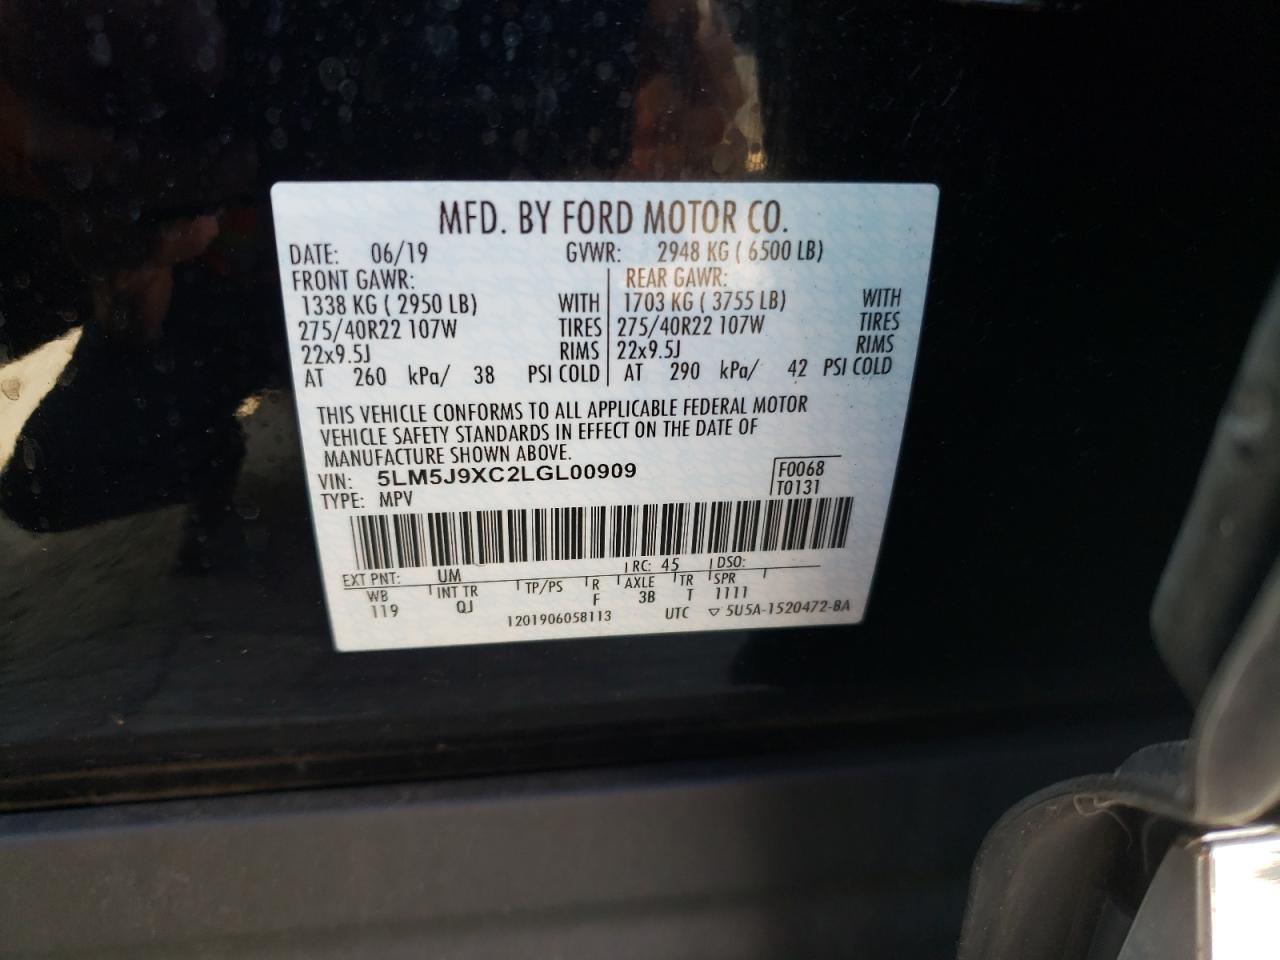 MFD. BY FORD MOTOR CO.
DATE: 06/19 GVWR: 2948 KG ( 6500 LB)
FRONT GAWR: REAR GAWR:
1338 KG ( 2950 LB) WITH 1703 KG ( 3755 LB) WITH
275/40R22 107W TIRES 275/40R22 107W TIRES
22x9.5J RIMS 22x9.5J RIMS
AT 260 kPa/ 38 PSI COLD AT 290 kPa/ 42 PSI COLD
THIS VEHICLE CONFORMS TO ALL APPLICABLE FEDERAL MOTOR
VEHICLE SAFETY STANDARDS IN EFFECT ON THE DATE OF
MANUFACTURE SHOWN ABOVE.
VIN: 5LM5J9XC2LGL00909 F0068
TYPE: MPV T0131
EXT PNT: UM RC: 45 DSO:
WB INT TR TP/PS R AXLE TR SPR
119 QJ F 3B T 1111
1201906058113 UTC ▽ 5U5A-1520472-BA